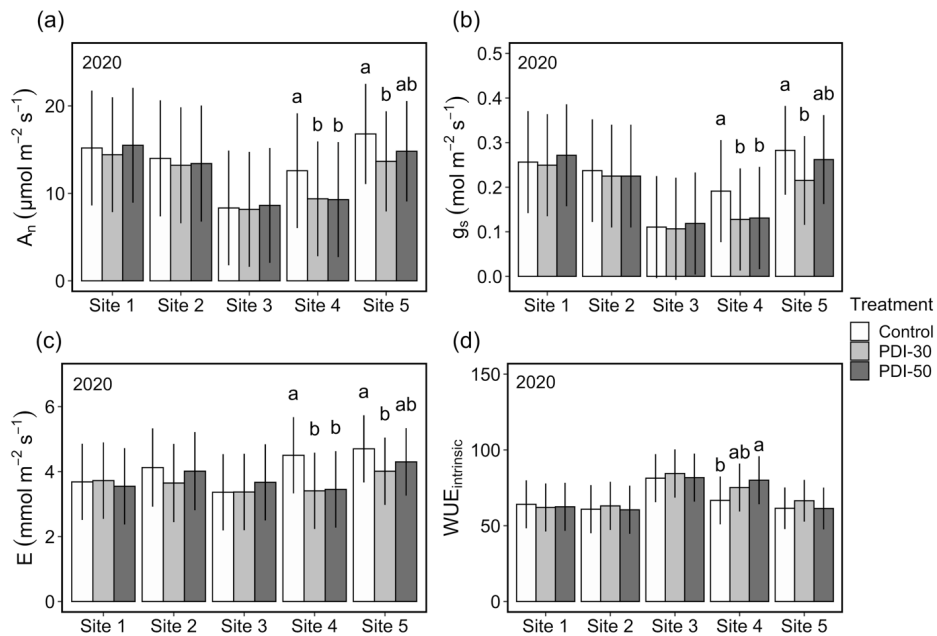 (a)
2020
Aₙ (μmol m⁻² s⁻¹)
20
10
0
a
b
b
a
b
ab
Site 1 Site 2 Site 3 Site 4 Site 5
(b)
2020
gₛ (mol m⁻² s⁻¹)
0.5
0.4
0.3
0.2
0.1
0.0
a
b
b
a
b
ab
Site 1 Site 2 Site 3 Site 4 Site 5
(c)
2020
E (mmol m⁻² s⁻¹)
6
4
2
0
a
b
b
a
b
ab
Site 1 Site 2 Site 3 Site 4 Site 5
(d)
2020
WUEintrinsic
150
100
50
0
b
ab
a
Site 1 Site 2 Site 3 Site 4 Site 5
Treatment
Control
PDI-30
PDI-50